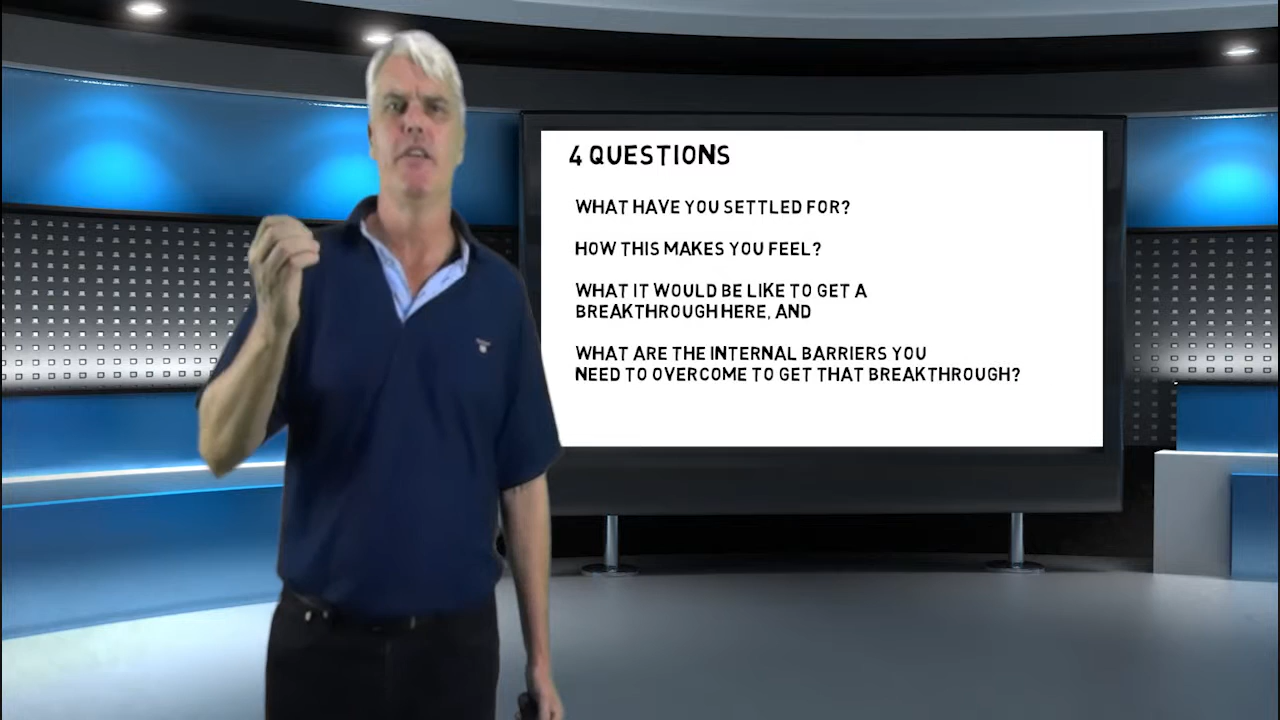 4 QUESTIONS
WHAT HAVE YOU SETTLED FOR?
HOW THIS MAKES YOU FEEL?
WHAT IT WOULD BE LIKE TO GET A
BREAKTHROUGH HERE, AND
WHAT ARE THE INTERNAL BARRIERS YOU
NEED TO OVERCOME TO GET THAT BREAKTHROUGH?